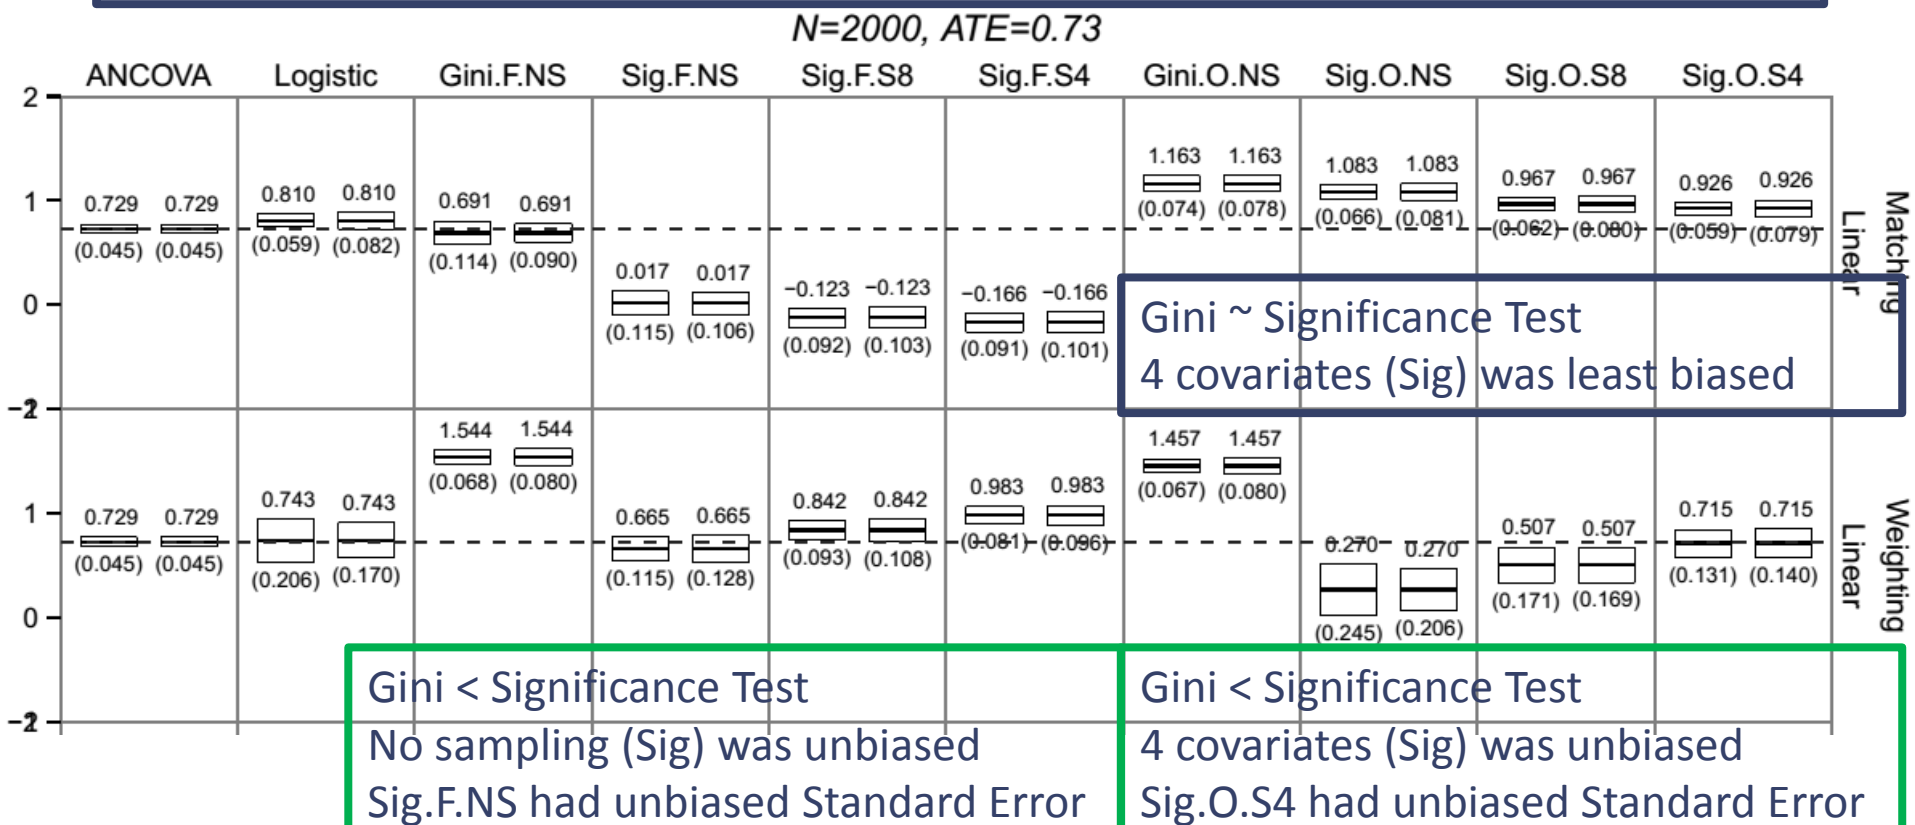 N=2000, ATE=0.73
ANCOVA Logistic Gini.F.NS Sig.F.NS Sig.F.S8 Sig.F.S4 Gini.O.NS Sig.O.NS Sig.O.S8 Sig.O.S4
2
1
0
0.729 0.729 0.810 0.810 0.691 0.691 0.017 0.017 −0.123 −0.123 −0.166 −0.166 1.163 1.163 1.083 1.083 0.967 0.967 0.926 0.926
(0.045) (0.045) (0.059) (0.082) (0.114) (0.090) (0.115) (0.106) (0.092) (0.103) (0.091) (0.101) (0.074) (0.078) (0.066) (0.081) (0.062) (0.080) (0.059) (0.079)
Matching
Linear
Gini ~ Significance Test
4 covariates (Sig) was least biased
1
0
0.729 0.729 0.743 0.743 1.544 1.544 0.665 0.665 0.842 0.842 0.983 0.983 1.457 1.457 0.270 0.270 0.507 0.507 0.715 0.715
(0.045) (0.045) (0.206) (0.170) (0.068) (0.080) (0.115) (0.128) (0.093) (0.108) (0.081) (0.096) (0.067) (0.080) (0.245) (0.206) (0.171) (0.169) (0.131) (0.140)
Weighting
Linear
Gini < Significance Test
No sampling (Sig) was unbiased
Sig.F.NS had unbiased Standard Error
Gini < Significance Test
4 covariates (Sig) was unbiased
Sig.O.S4 had unbiased Standard Error